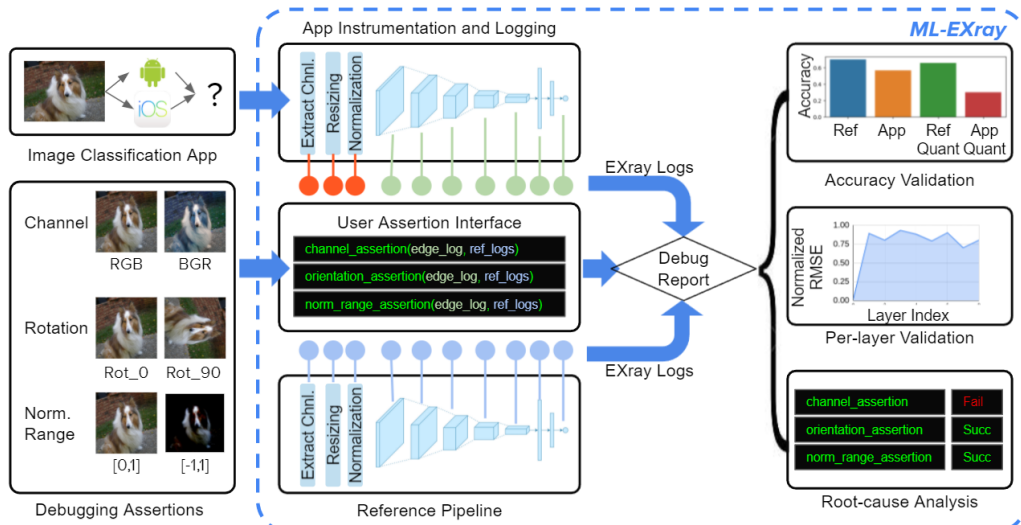 ML-EXray
App Instrumentation and Logging
iOS
?
Image Classification App
Extract Chnl.
Resizing
Normalization
EXray Logs
Channel
RGB
BGR
Rotation
Rot_0
Rot_90
Norm.
Range
[0,1]
[-1,1]
Debugging Assertions
User Assertion Interface
channel_assertion(edge_log, ref_logs)
orientation_assertion(edge_log, ref_logs)
norm_range_assertion(edge_log, ref_logs)
Debug
Report
EXray Logs
Extract Chnl.
Resizing
Normalization
Reference Pipeline
Accuracy
0.6
0.4
0.2
0.0
Ref
App
Ref
Quant
App
Quant
Accuracy Validation
Normalized
RMSE
1.00
0.75
0.50
0.25
0.00
Layer Index
Per-layer Validation
channel_assertion
Fail
orientation_assertion
Succ
norm_range_assertion
Succ
Root-cause Analysis